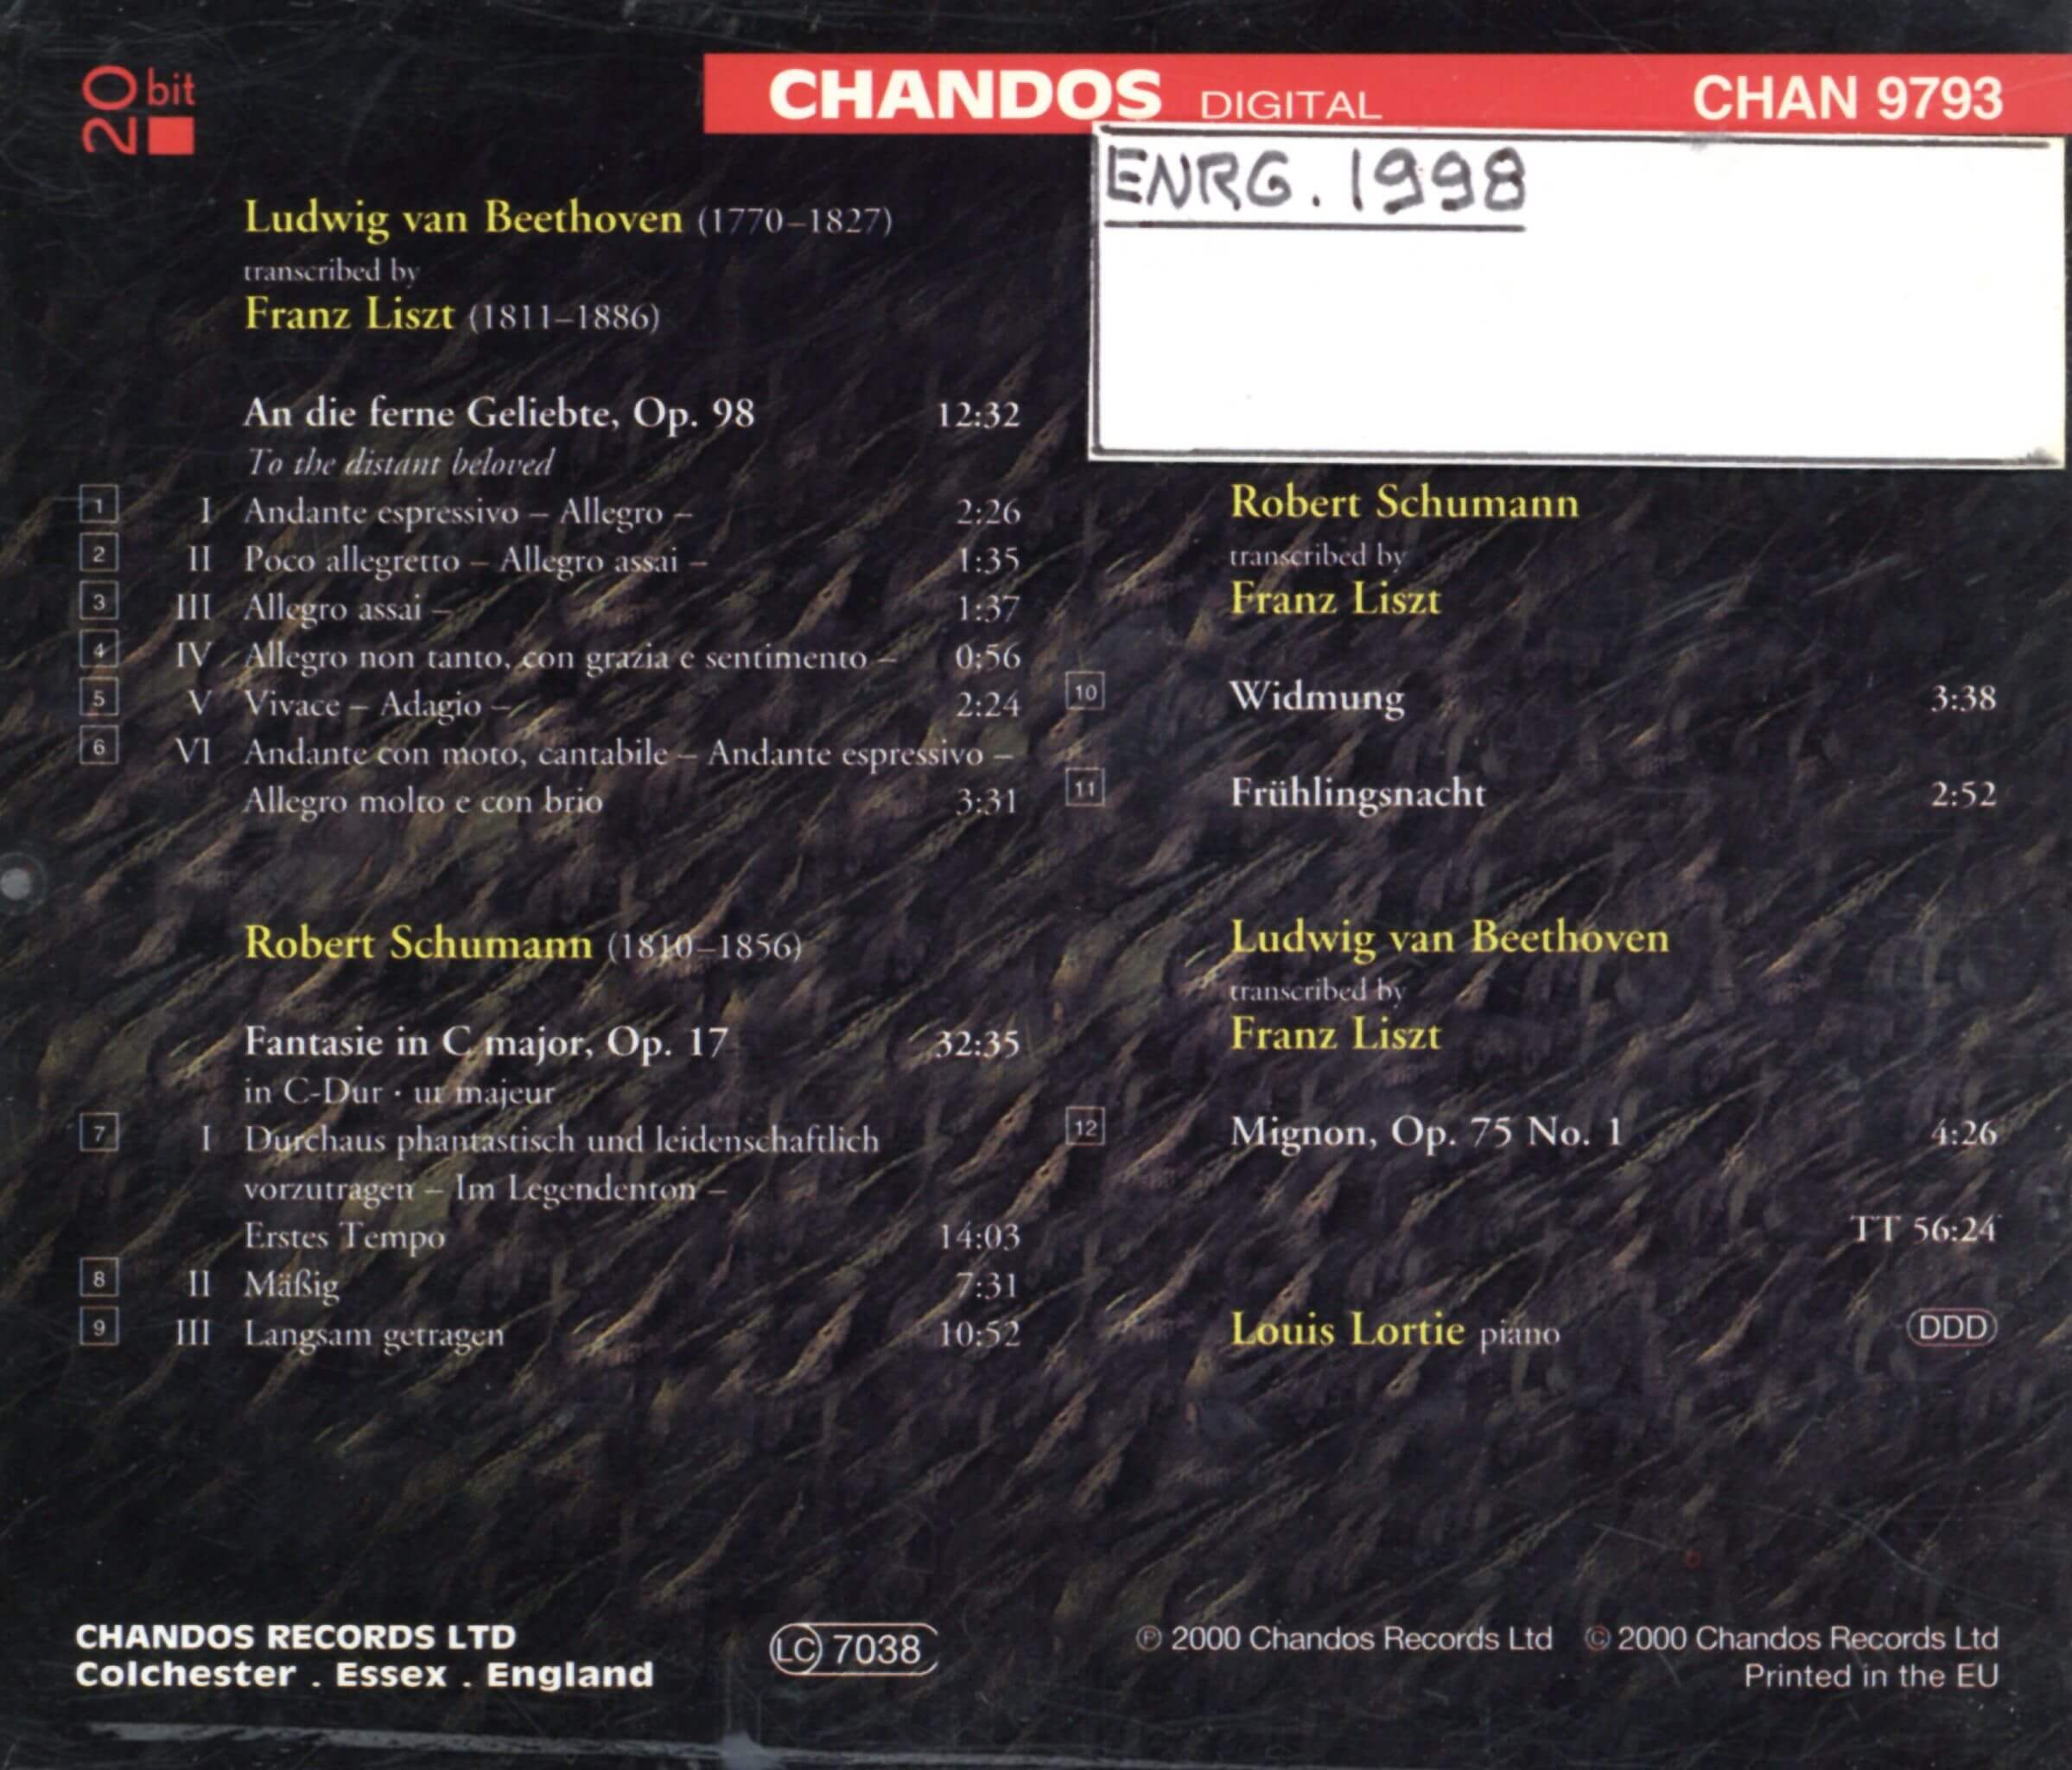 20 bit
CHANDOS DIGITAL CHAN 9793
ENRG. 1998
Ludwig van Beethoven (1770–1827)
transcribed by
Franz Liszt (1811–1886)
An die ferne Geliebte, Op. 98 12:32
To the distant beloved
1 I Andante espressivo – Allegro – 2:26
2 II Poco allegretto – Allegro assai – 1:35
3 III Allegro assai – 1:37
4 IV Allegro non tanto, con grazia e sentimento – 0:56
5 V Vivace – Adagio – 2:24
6 VI Andante con moto, cantabile – Andante espressivo –
Allegro molto e con brio 3:31
Robert Schumann (1810–1856)
Fantasie in C major, Op. 17 32:35
in C-Dur · ut majeur
7 I Durchaus phantastisch und leidenschaftlich
vorzutragen – Im Legendenton –
Erstes Tempo 14:03
8 II Mäßig 7:31
9 III Langsam getragen 10:52
Robert Schumann
transcribed by
Franz Liszt
10 Widmung 3:38
11 Frühlingsnacht 2:52
Ludwig van Beethoven
transcribed by
Franz Liszt
12 Mignon, Op. 75 No. 1 4:26
TT 56:24
Louis Lortie piano DDD
CHANDOS RECORDS LTD
Colchester . Essex . England
LC 7038
℗ 2000 Chandos Records Ltd © 2000 Chandos Records Ltd
Printed in the EU